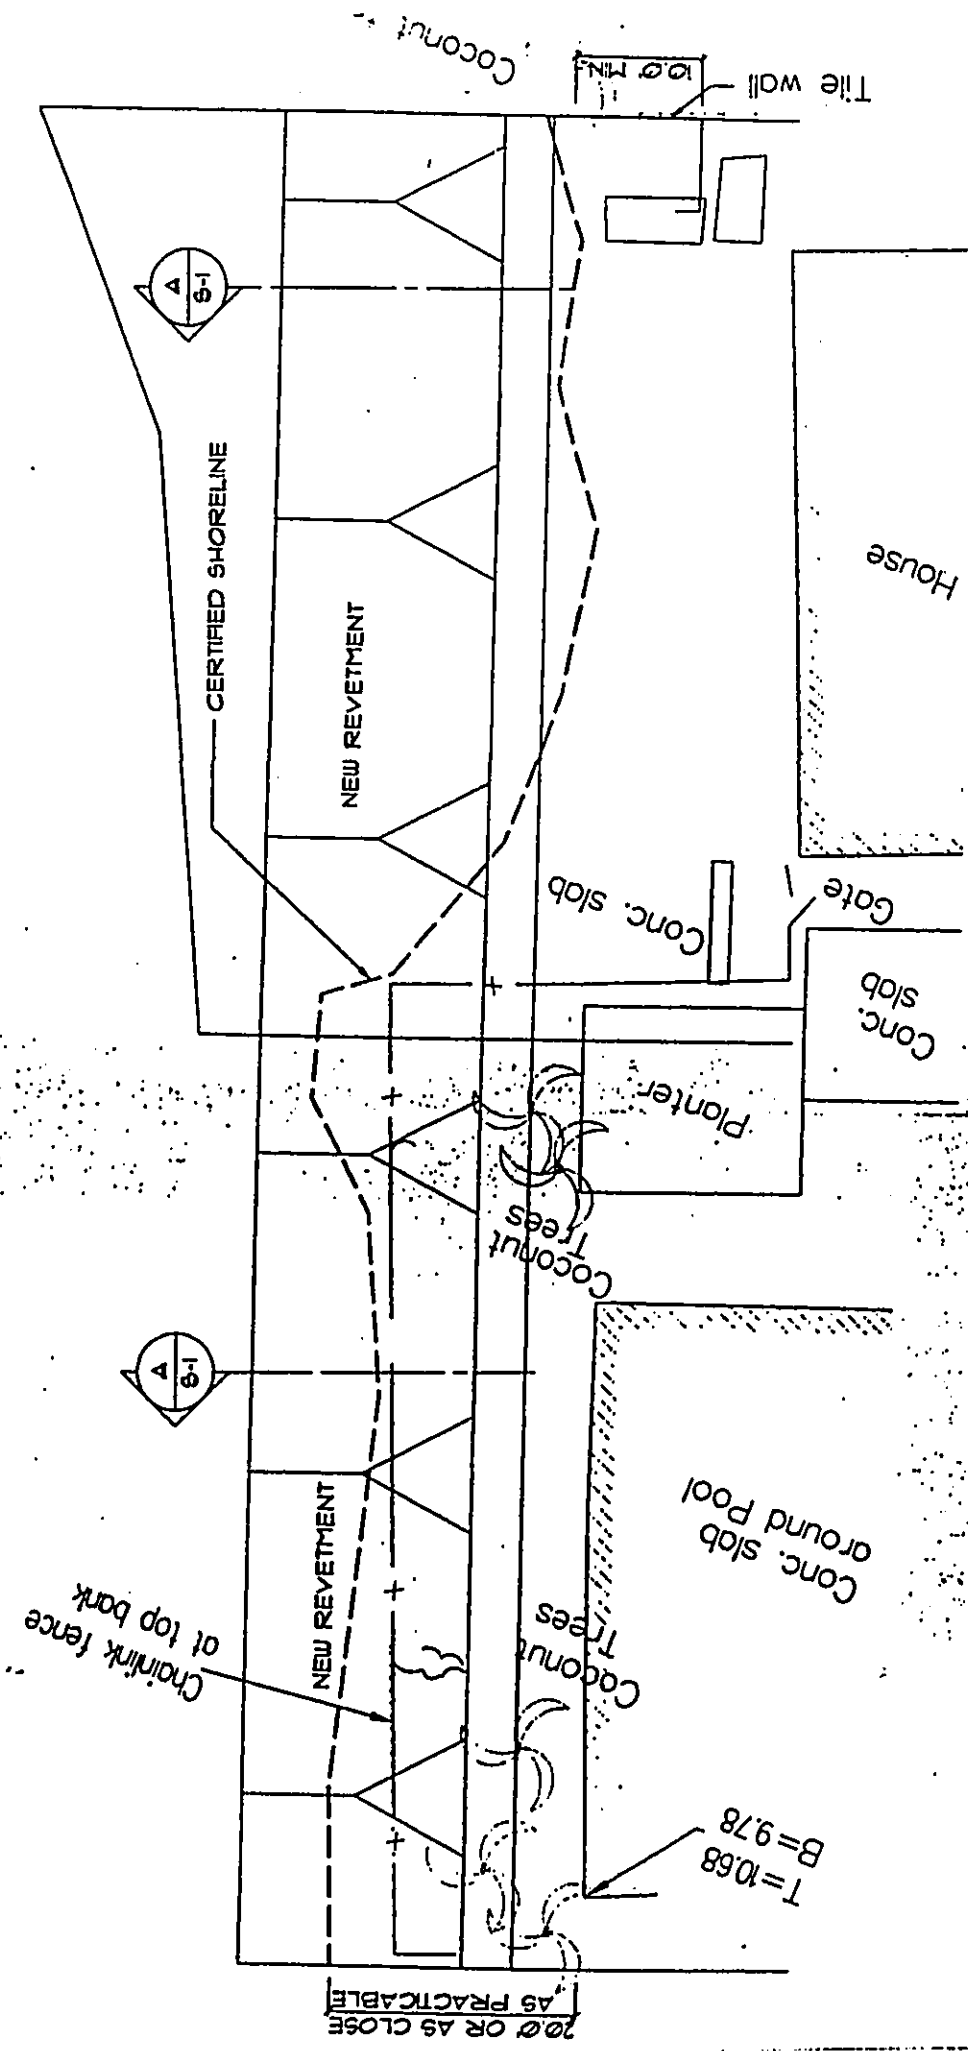 Coconut
10.0' MIN.
Tile wall
A
S-1
CERTIFIED SHORELINE
NEW REVETMENT
House
Conc. slab
Gate
Conc.
slab
Planter
Coconut
Trees
A
S-1
NEW REVETMENT
Chainlink fence
at top bank
Conc. slab
around Pool
Coconut
Trees
T=10.68
B=9.78
20.0' OR AS CLOSE
AS PRACTICABLE